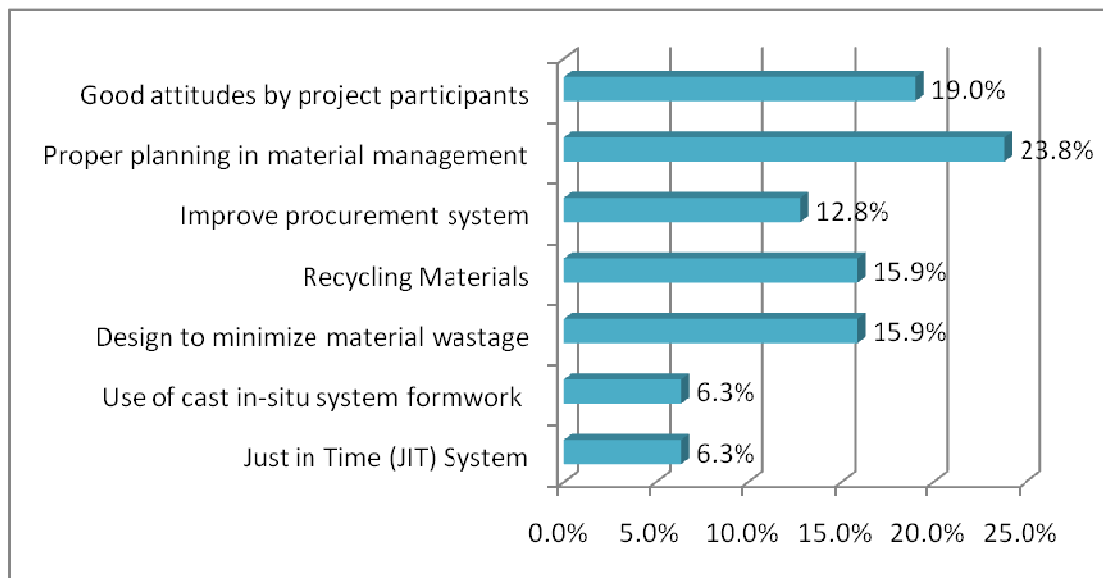 Good attitudes by project participants 19.0%
Proper planning in material management 23.8%
Improve procurement system 12.8%
Recycling Materials 15.9%
Design to minimize material wastage 15.9%
Use of cast in-situ system formwork 6.3%
Just in Time (JIT) System 6.3%
0.0% 5.0% 10.0% 15.0% 20.0% 25.0%